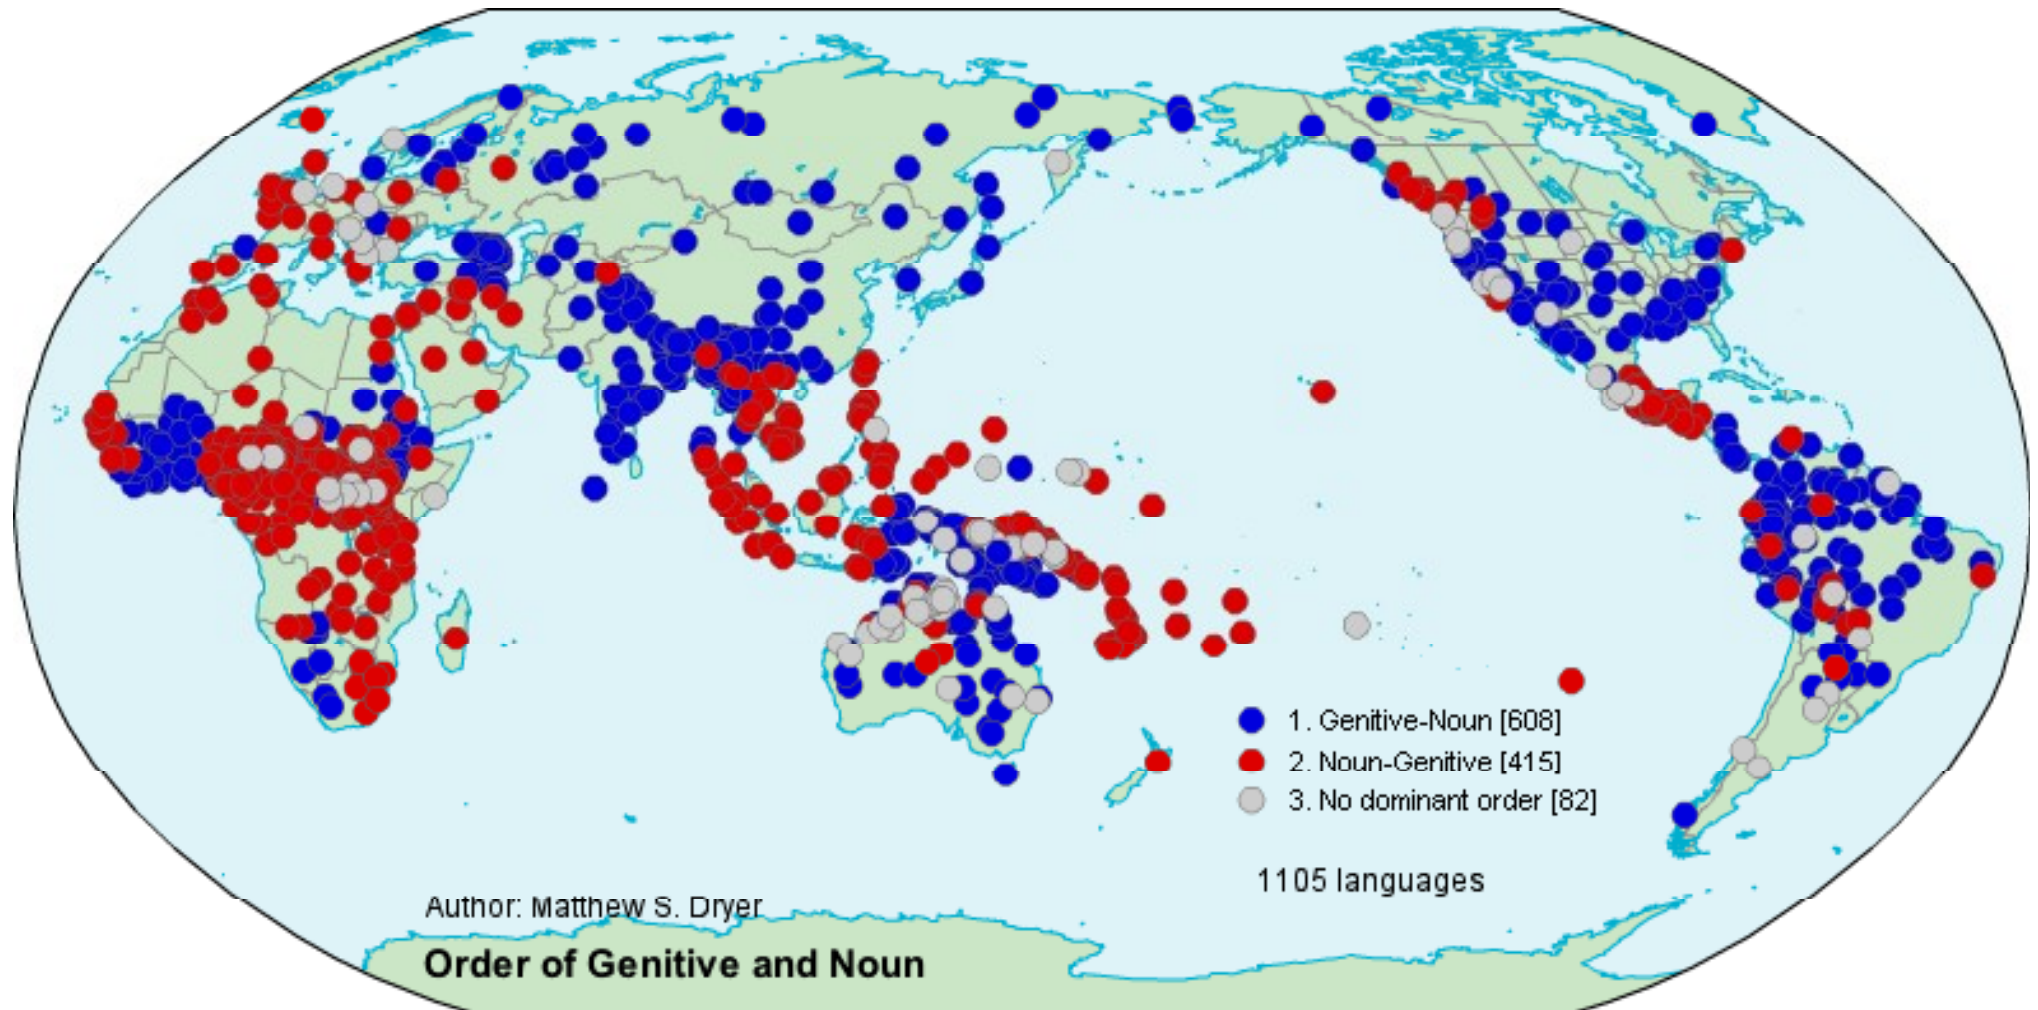 1. Genitive-Noun [608]
2. Noun-Genitive [415]
3. No dominant order [82]
1105 languages
Author: Matthew S. Dryer
Order of Genitive and Noun